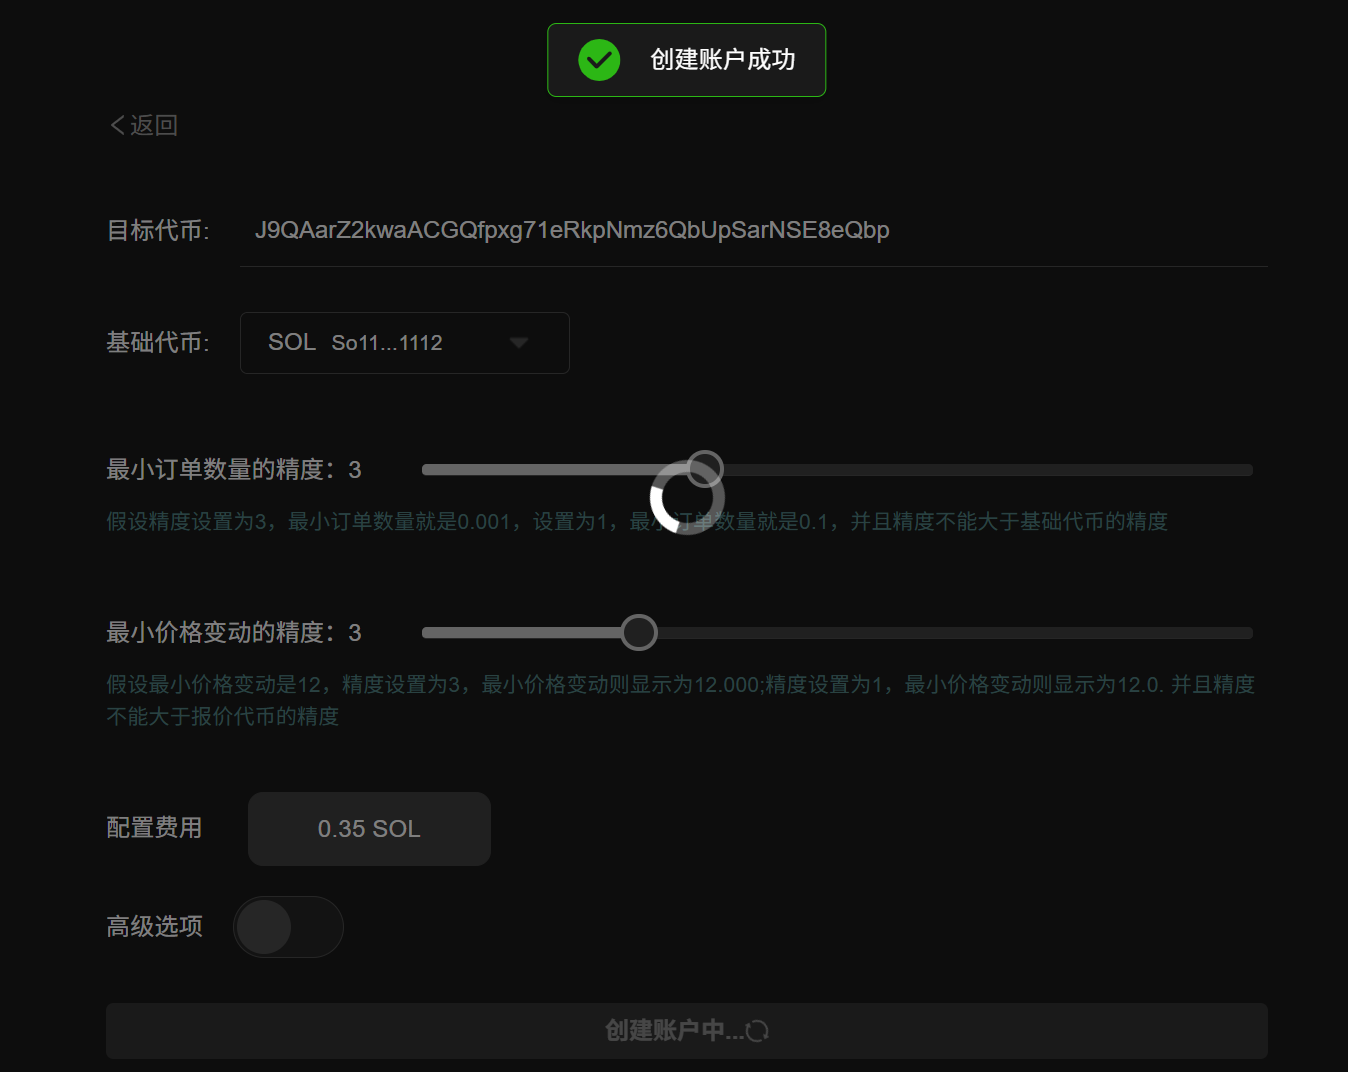 创建账户成功
返回
目标代币: J9QAarZ2kwaACGQfpxg71eRkpNmz6QbUpSarNSE8eQbp
基础代币: SOL So11...1112
最小订单数量的精度：3
假设精度设置为3，最小订单数量就是0.001，设置为1，最小订单数量就是0.1，并且精度不能大于基础代币的精度
最小价格变动的精度：3
假设最小价格变动是12，精度设置为3，最小价格变动则显示为12.000;精度设置为1，最小价格变动则显示为12.0. 并且精度
不能大于报价代币的精度
配置费用 0.35 SOL
高级选项
创建账户中...